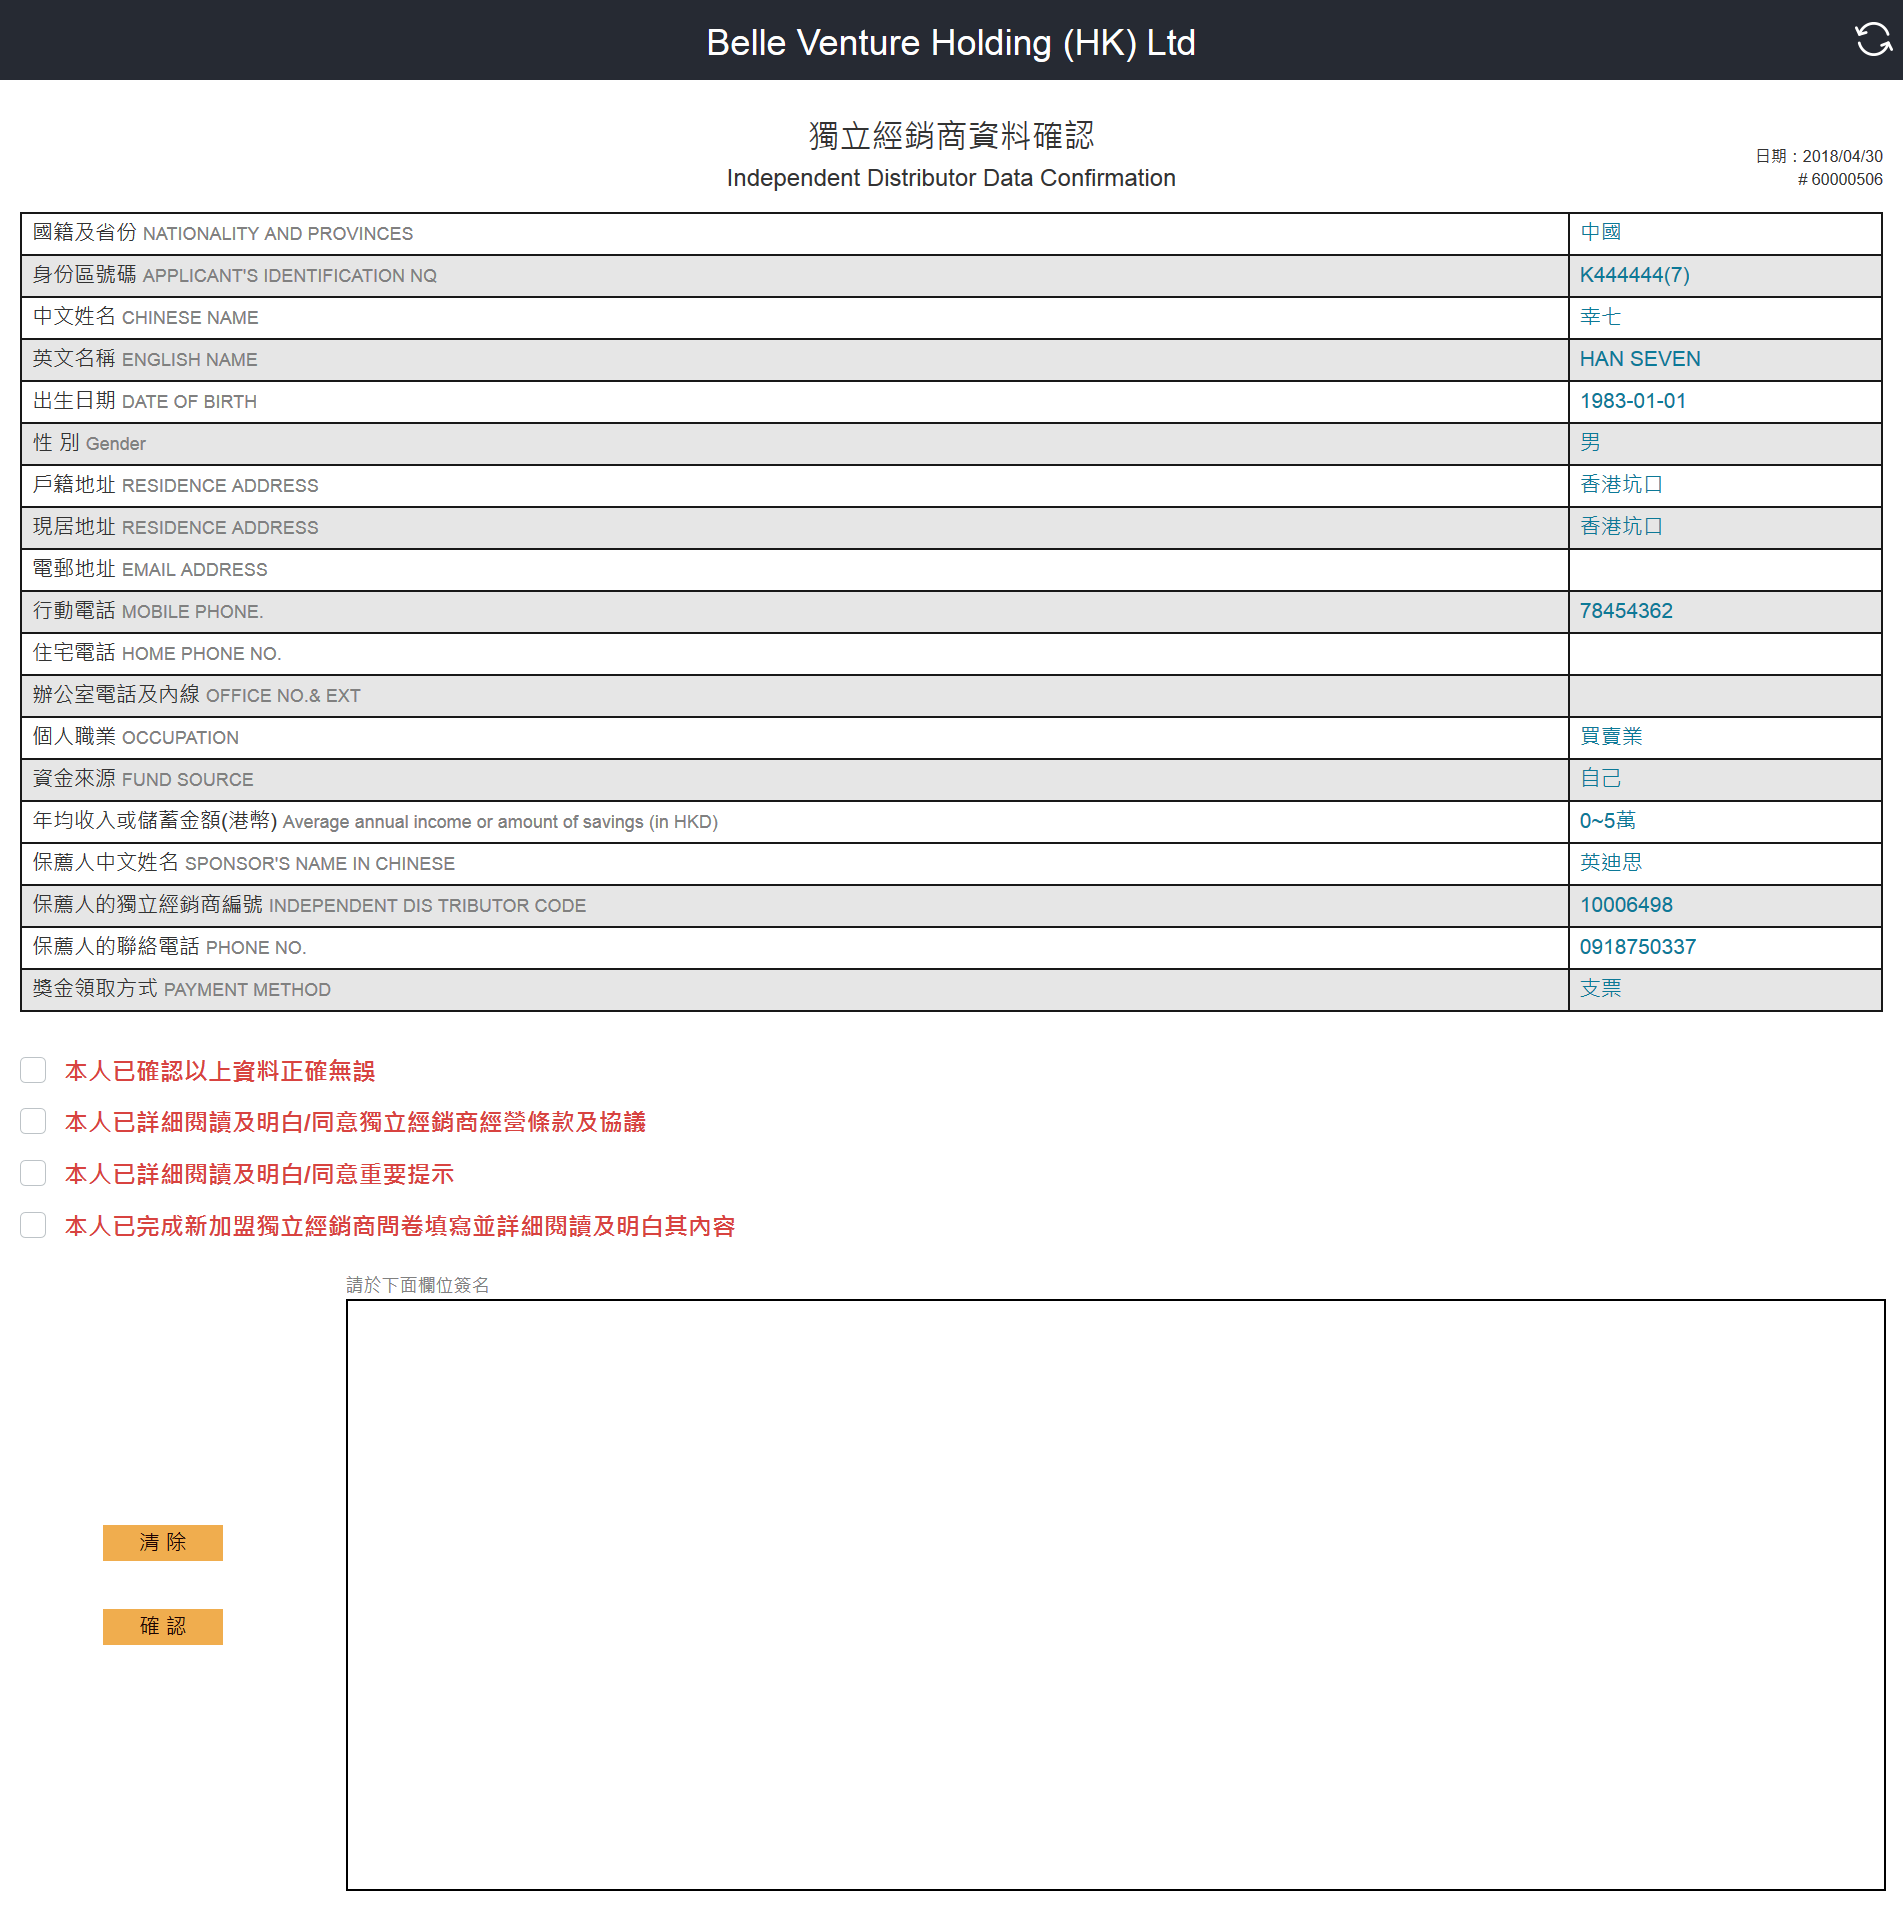 Belle Venture Holding (HK) Ltd
獨立經銷商資料確認
Independent Distributor Data Confirmation
日期：2018/04/30
# 60000506
國籍及省份 NATIONALITY AND PROVINCES 中國
身份區號碼 APPLICANT'S IDENTIFICATION NQ K444444(7)
中文姓名 CHINESE NAME 幸七
英文名稱 ENGLISH NAME HAN SEVEN
出生日期 DATE OF BIRTH 1983-01-01
性 別 Gender 男
戶籍地址 RESIDENCE ADDRESS 香港坑口
現居地址 RESIDENCE ADDRESS 香港坑口
電郵地址 EMAIL ADDRESS
行動電話 MOBILE PHONE. 78454362
住宅電話 HOME PHONE NO.
辦公室電話及內線 OFFICE NO.& EXT
個人職業 OCCUPATION 買賣業
資金來源 FUND SOURCE 自己
年均收入或儲蓄金額(港幣) Average annual income or amount of savings (in HKD) 0~5萬
保薦人中文姓名 SPONSOR'S NAME IN CHINESE 英迪思
保薦人的獨立經銷商編號 INDEPENDENT DIS TRIBUTOR CODE 10006498
保薦人的聯絡電話 PHONE NO. 0918750337
獎金領取方式 PAYMENT METHOD 支票
本人已確認以上資料正確無誤
本人已詳細閱讀及明白/同意獨立經銷商經營條款及協議
本人已詳細閱讀及明白/同意重要提示
本人已完成新加盟獨立經銷商問卷填寫並詳細閱讀及明白其內容
請於下面欄位簽名
清 除
確 認